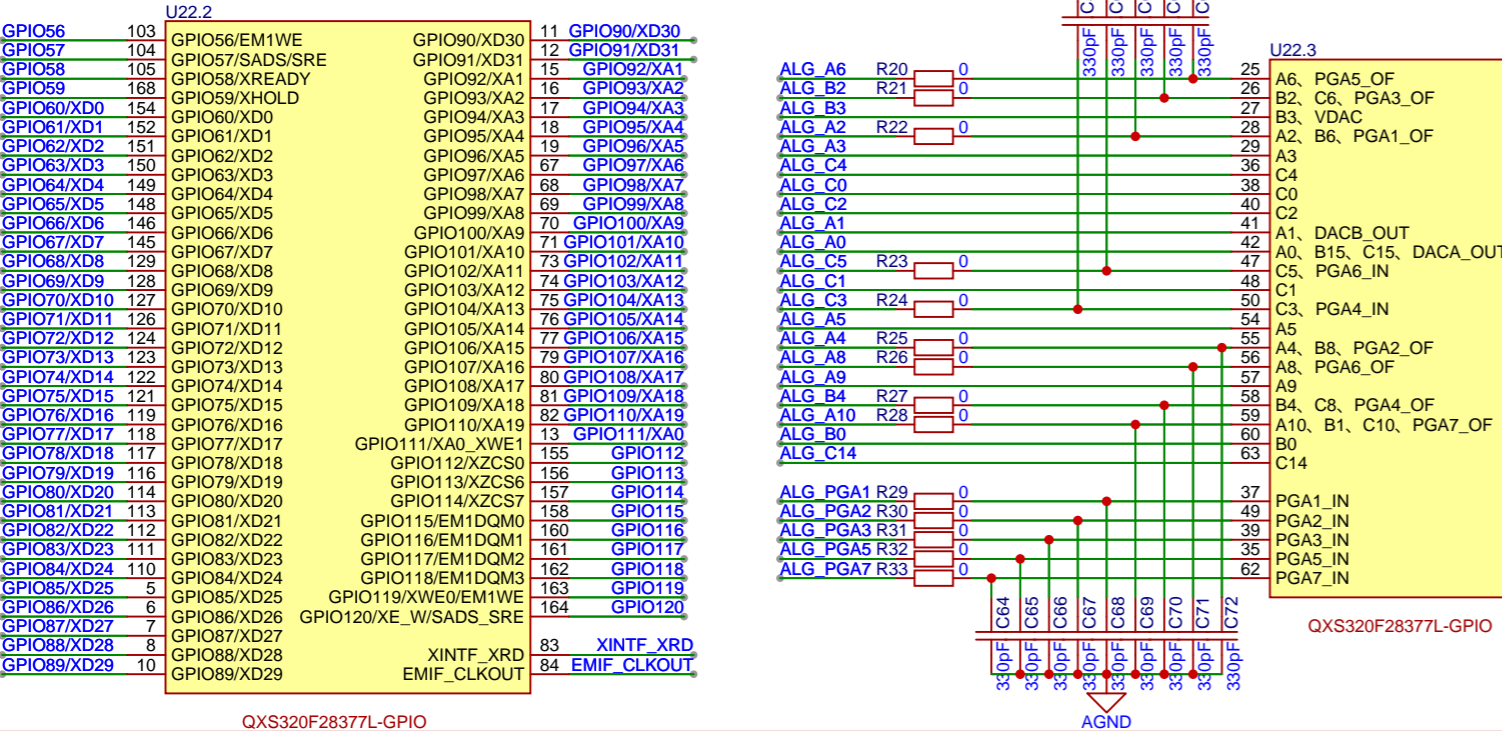 U22.2
GPIO56 103 GPIO56/EM1WE GPIO90/XD30 11 GPIO90/XD30
GPIO57 104 GPIO57/SADS/SRE GPIO91/XD31 12 GPIO91/XD31
GPIO58 105 GPIO58/XREADY GPIO92/XA1 15 GPIO92/XA1
GPIO59 168 GPIO59/XHOLD GPIO93/XA2 16 GPIO93/XA2
GPIO60/XD0 154 GPIO60/XD0 GPIO94/XA3 17 GPIO94/XA3
GPIO61/XD1 152 GPIO61/XD1 GPIO95/XA4 18 GPIO95/XA4
GPIO62/XD2 151 GPIO62/XD2 GPIO96/XA5 19 GPIO96/XA5
GPIO63/XD3 150 GPIO63/XD3 GPIO97/XA6 67 GPIO97/XA6
GPIO64/XD4 149 GPIO64/XD4 GPIO98/XA7 68 GPIO98/XA7
GPIO65/XD5 148 GPIO65/XD5 GPIO99/XA8 69 GPIO99/XA8
GPIO66/XD6 146 GPIO66/XD6 GPIO100/XA9 70 GPIO100/XA9
GPIO67/XD7 145 GPIO67/XD7 GPIO101/XA10 71 GPIO101/XA10
GPIO68/XD8 129 GPIO68/XD8 GPIO102/XA11 73 GPIO102/XA11
GPIO69/XD9 128 GPIO69/XD9 GPIO103/XA12 74 GPIO103/XA12
GPIO70/XD10 127 GPIO70/XD10 GPIO104/XA13 75 GPIO104/XA13
GPIO71/XD11 126 GPIO71/XD11 GPIO105/XA14 76 GPIO105/XA14
GPIO72/XD12 124 GPIO72/XD12 GPIO106/XA15 77 GPIO106/XA15
GPIO73/XD13 123 GPIO73/XD13 GPIO107/XA16 79 GPIO107/XA16
GPIO74/XD14 122 GPIO74/XD14 GPIO108/XA17 80 GPIO108/XA17
GPIO75/XD15 121 GPIO75/XD15 GPIO109/XA18 81 GPIO109/XA18
GPIO76/XD16 119 GPIO76/XD16 GPIO110/XA19 82 GPIO110/XA19
GPIO77/XD17 118 GPIO77/XD17 GPIO111/XA0_XWE1 13 GPIO111/XA0
GPIO78/XD18 117 GPIO78/XD18 GPIO112/XZCS0 155 GPIO112
GPIO79/XD19 116 GPIO79/XD19 GPIO113/XZCS6 156 GPIO113
GPIO80/XD20 114 GPIO80/XD20 GPIO114/XZCS7 157 GPIO114
GPIO81/XD21 113 GPIO81/XD21 GPIO115/EM1DQM0 158 GPIO115
GPIO82/XD22 112 GPIO82/XD22 GPIO116/EM1DQM1 160 GPIO116
GPIO83/XD23 111 GPIO83/XD23 GPIO117/EM1DQM2 161 GPIO117
GPIO84/XD24 110 GPIO84/XD24 GPIO118/EM1DQM3 162 GPIO118
GPIO85/XD25 5 GPIO85/XD25 GPIO119/XWE0/EM1WE 163 GPIO119
GPIO86/XD26 6 GPIO86/XD26 GPIO120/XE_W/SADS_SRE 164 GPIO120
GPIO87/XD27 7 GPIO87/XD27
GPIO88/XD28 8 GPIO88/XD28 XINTF_XRD 83 XINTF_XRD
GPIO89/XD29 10 GPIO89/XD29 EMIF_CLKOUT 84 EMIF_CLKOUT
QXS320F28377L-GPIO
C C C C C
330pF 330pF 330pF 330pF 330pF
U22.3
ALG_A6 R20 0 25 A6、PGA5_OF
ALG_B2 R21 0 26 B2、C6、PGA3_OF
ALG_B3 27 B3、VDAC
ALG_A2 R22 0 28 A2、B6、PGA1_OF
ALG_A3 29 A3
ALG_C4 36 C4
ALG_C0 38 C0
ALG_C2 40 C2
ALG_A1 41 A1、DACB_OUT
ALG_A0 42 A0、B15、C15、DACA_OUT
ALG_C5 R23 0 47 C5、PGA6_IN
ALG_C1 48 C1
ALG_C3 R24 0 50 C3、PGA4_IN
ALG_A5 54 A5
ALG_A4 R25 0 55 A4、B8、PGA2_OF
ALG_A8 R26 0 56 A8、PGA6_OF
ALG_A9 57 A9
ALG_B4 R27 0 58 B4、C8、PGA4_OF
ALG_A10 R28 0 59 A10、B1、C10、PGA7_OF
ALG_B0 60 B0
ALG_C14 63 C14
ALG_PGA1 R29 0 37 PGA1_IN
ALG_PGA2 R30 0 49 PGA2_IN
ALG_PGA3 R31 0 39 PGA3_IN
ALG_PGA5 R32 0 35 PGA5_IN
ALG_PGA7 R33 0 62 PGA7_IN
C64 C65 C66 C67 C68 C69 C70 C71 C72
330pF 330pF 330pF 330pF 330pF 330pF 330pF 330pF 330pF
AGND
QXS320F28377L-GPIO